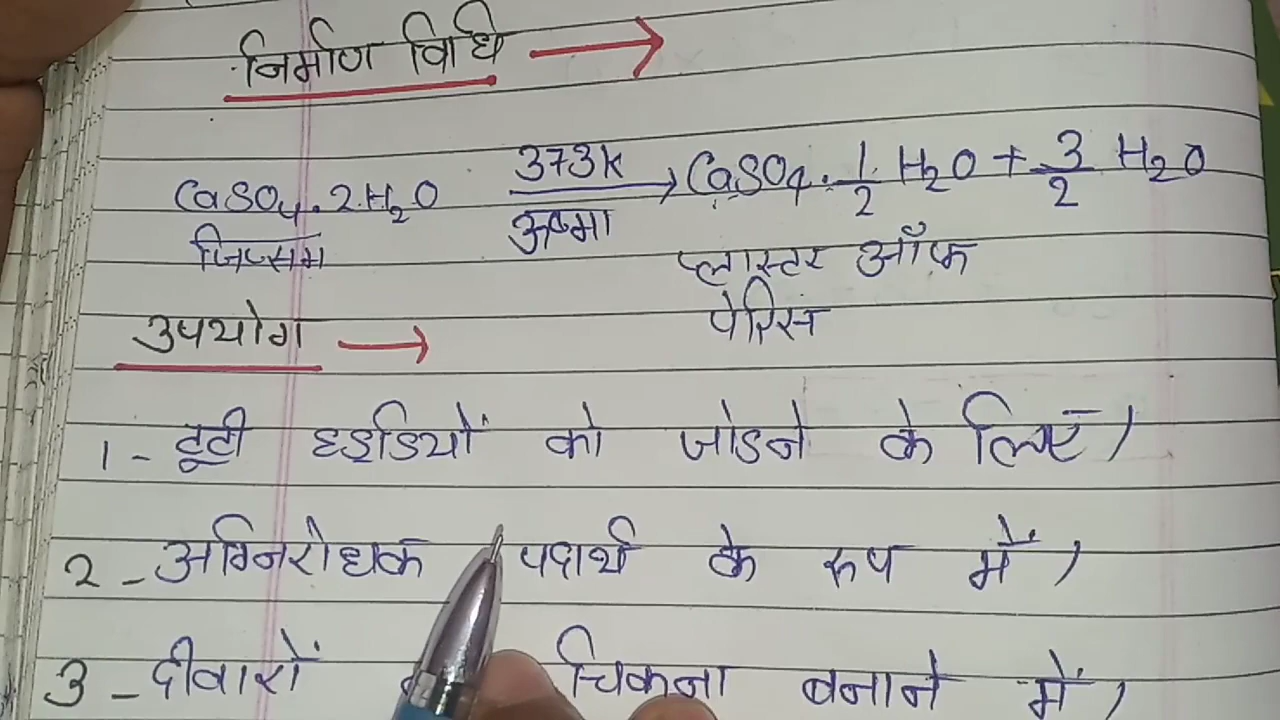 निर्माण विधि →
CaSO₄.2H₂O 373K/ऊष्मा → CaSO₄.1/2 H₂O + 3/2 H₂O
जिप्सम प्लास्टर ऑफ
पेरिस
उपयोग →
1 - टूटी हड्डियों को जोडने के लिए।
2 - अग्निरोधक पदार्थ के रूप में।
3 - दीवारों चिकना बनाने में।